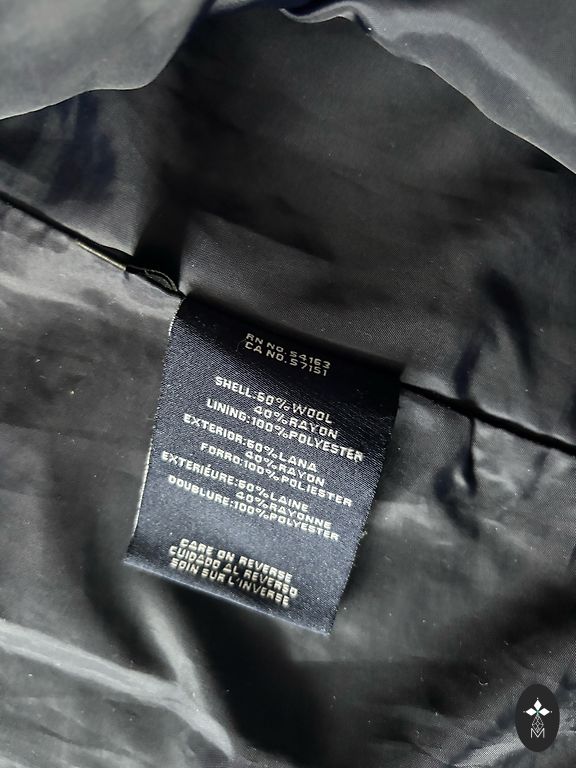 RN NO. 54163
CA NO. 57151
SHELL:60%WOOL
40%RAYON
LINING:100%POLYESTER
EXTERIOR:60%LANA
40%RAYON
FORRO:100%POLIESTER
EXTERIÈURE:60%LAINE
40%RAYONNE
DOUBLURE:100%POLYESTER
CARE ON REVERSE
CUIDADO AL REVERSO
SOIN SUR L'INVERSE
M